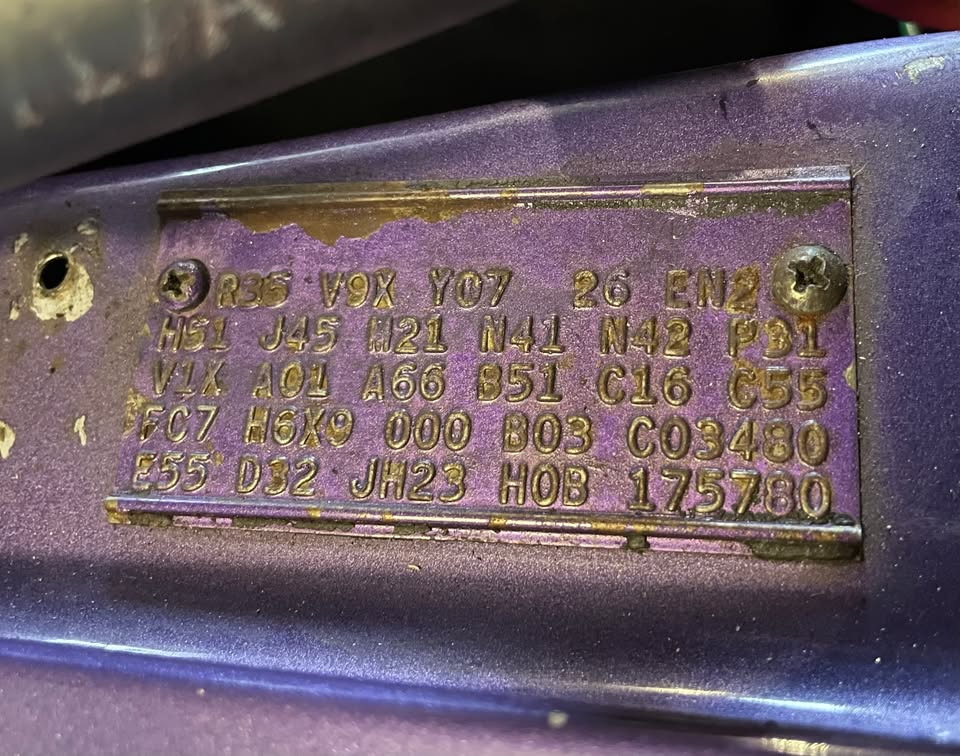 R35 V9X Y07 26 EN2
H51 J45 M21 N41 N42 P31
V1X A01 A66 B51 C16 C55
FC7 H6X9 000 B03 C03480
E55 D32 JH23 H0B 175780